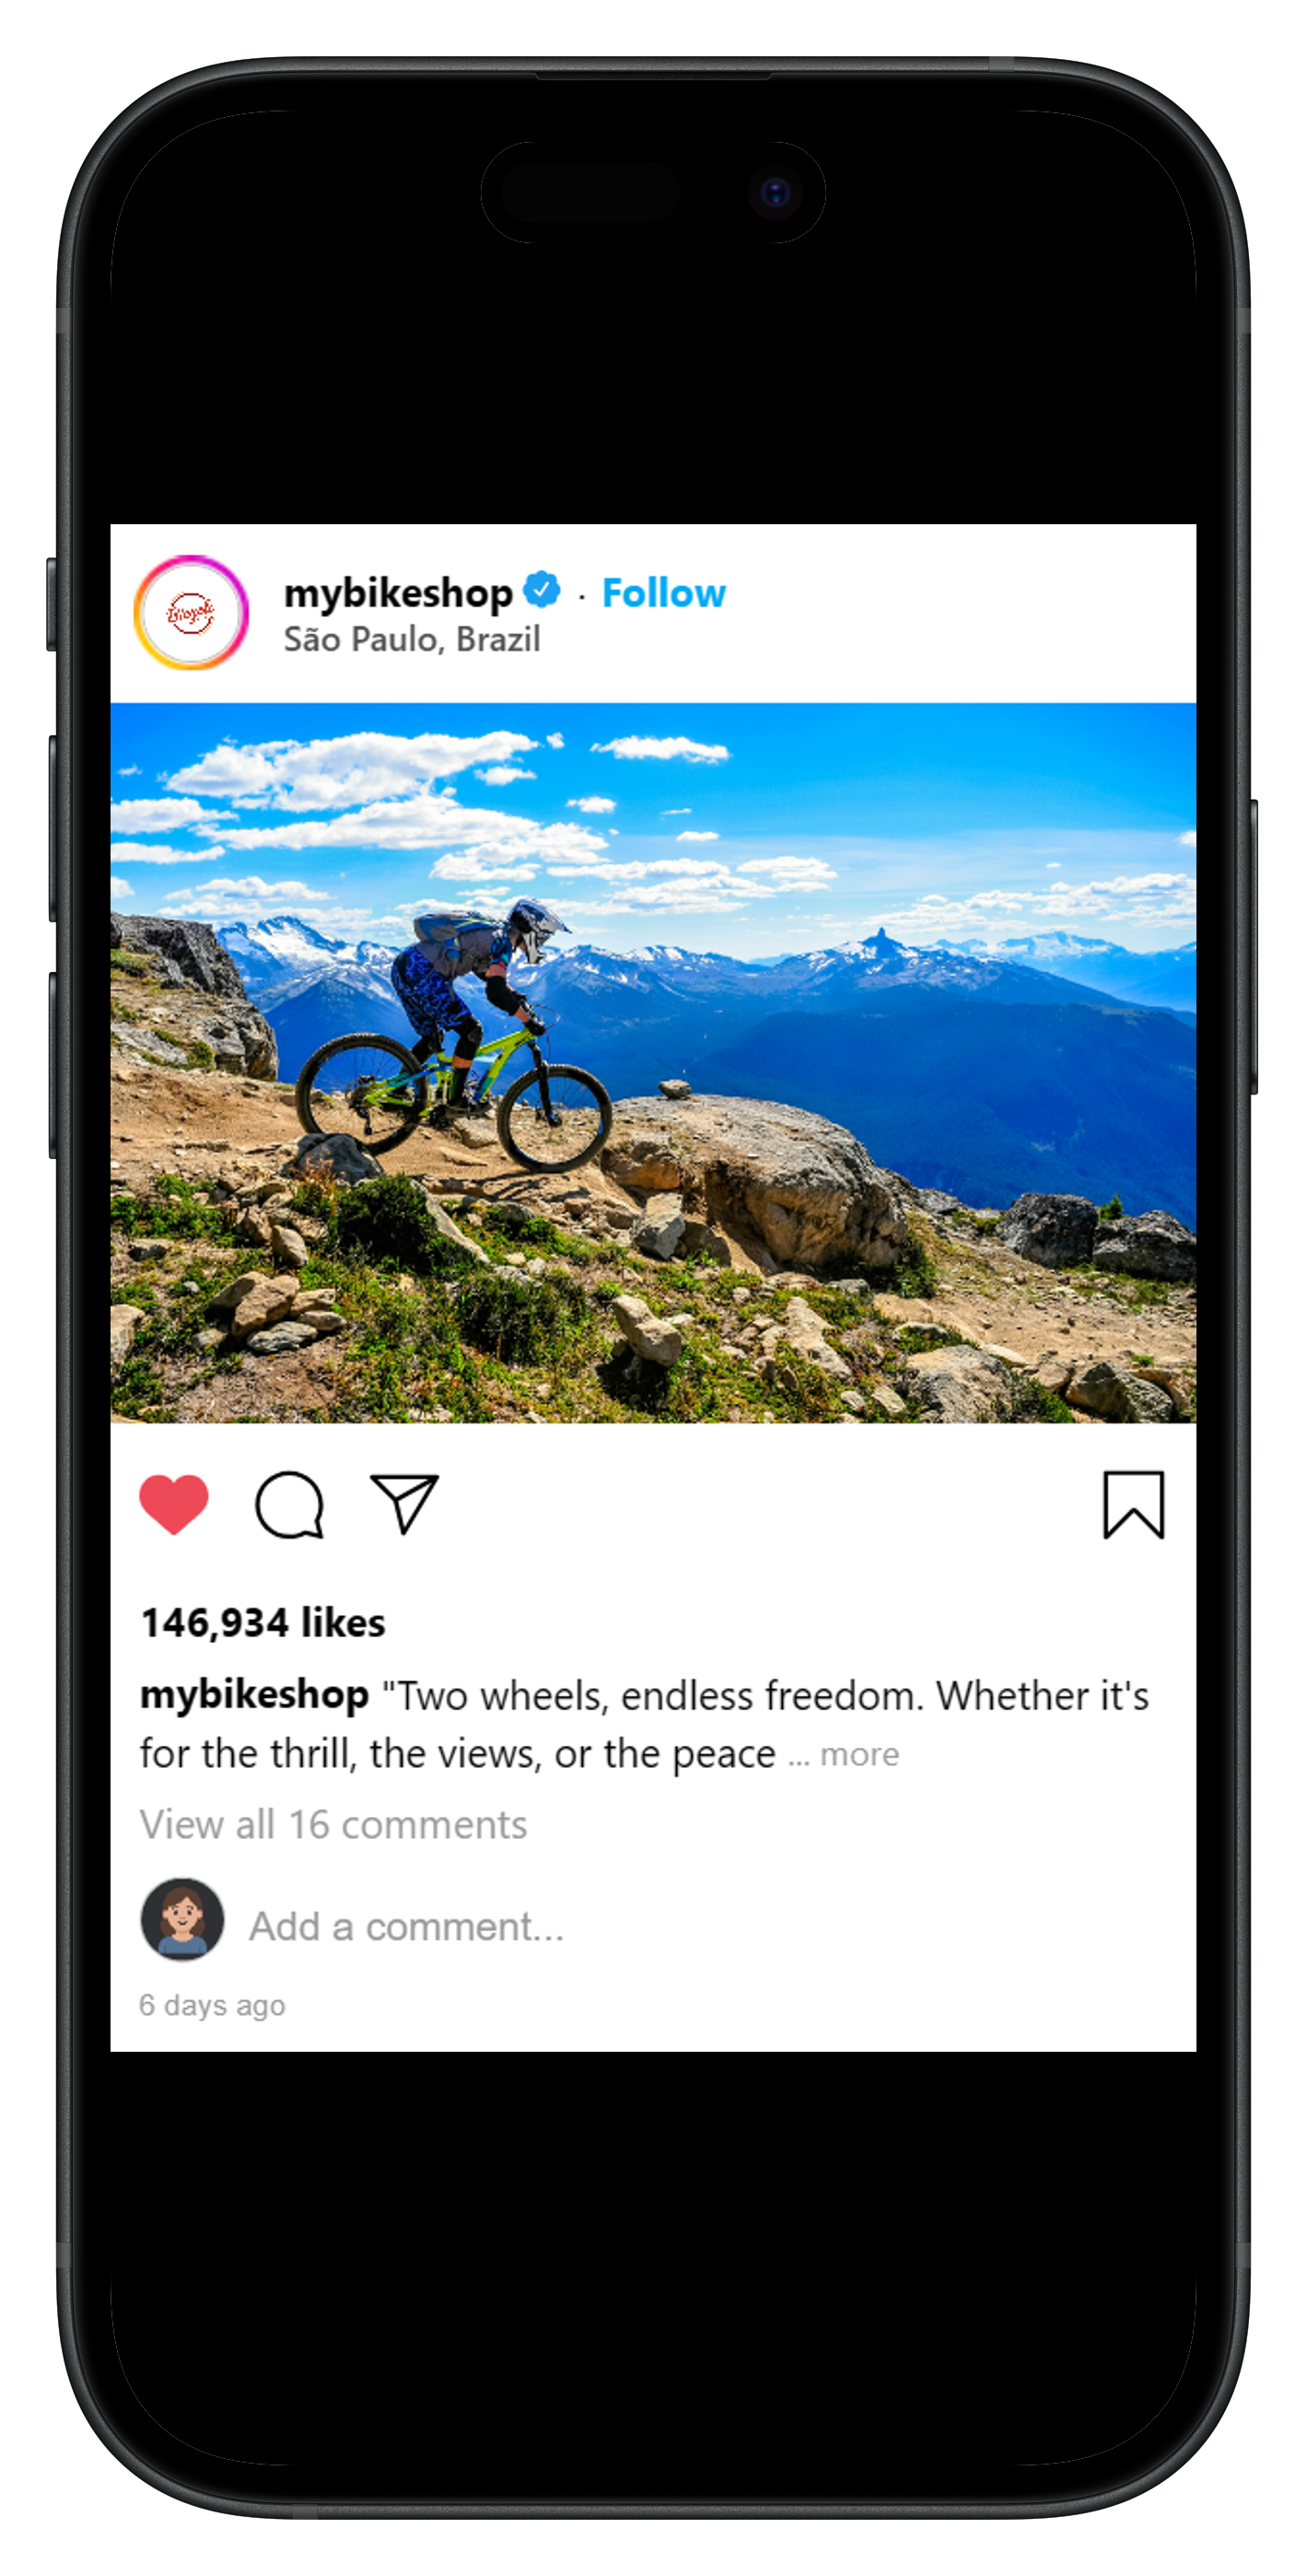 mybikeshop · Follow
São Paulo, Brazil
146,934 likes
mybikeshop "Two wheels, endless freedom. Whether it's
for the thrill, the views, or the peace ... more
View all 16 comments
Add a comment...
6 days ago